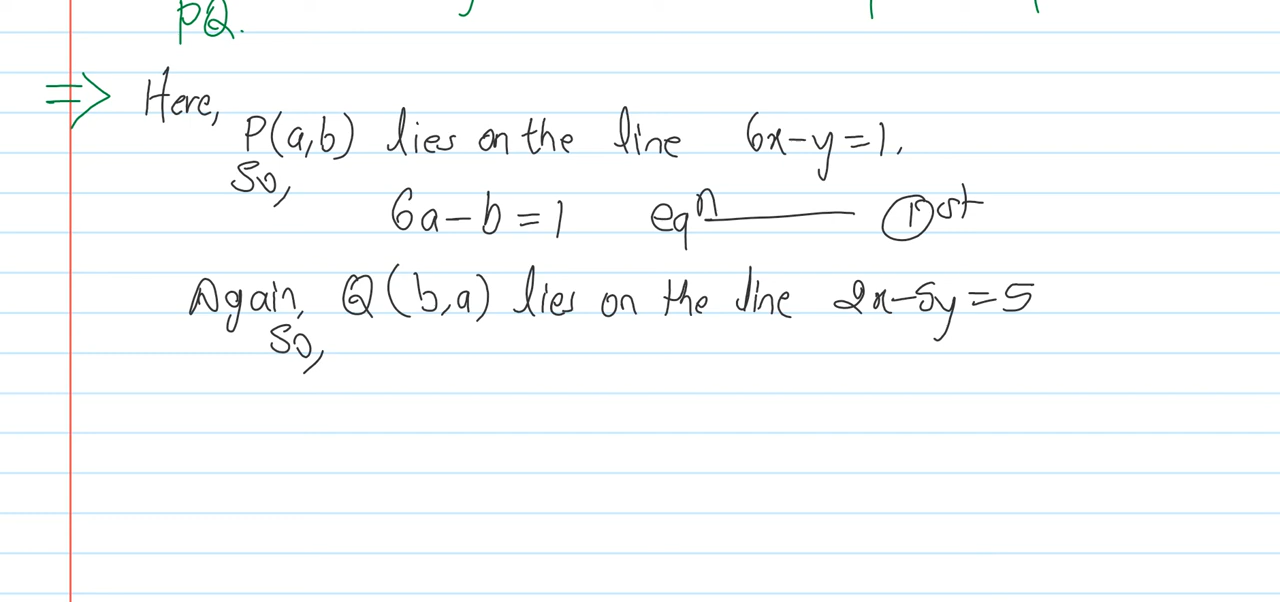 PQ.
⇒ Here,
P(a,b) lies on the line 6x-y=1.
So,
6a-b=1 eqⁿ——— ①st
Again, Q(b,a) lies on the line 2x-5y=5
So,